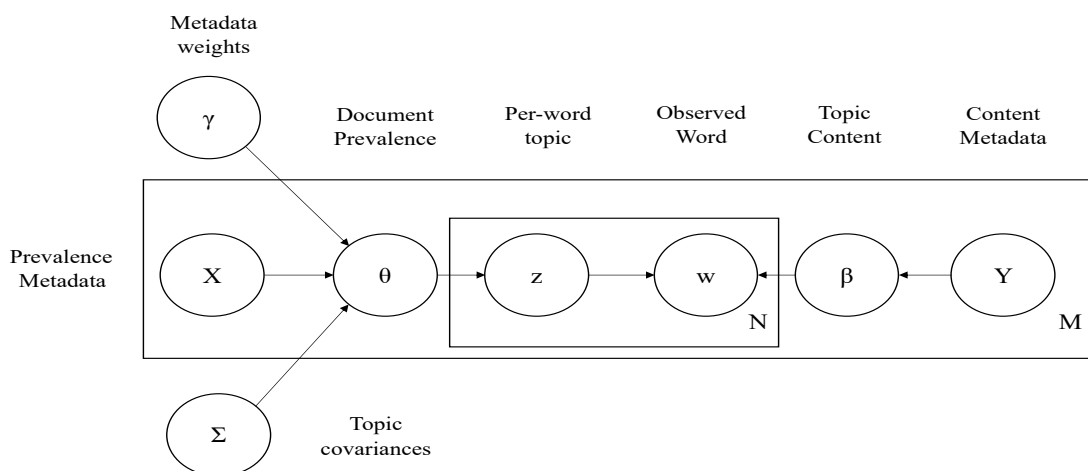 Metadata
weights
γ
Document
Prevalence
Per-word
topic
Observed
Word
Topic
Content
Content
Metadata
Prevalence
Metadata
X
θ
z
w
β
Y
N
M
Σ
Topic
covariances